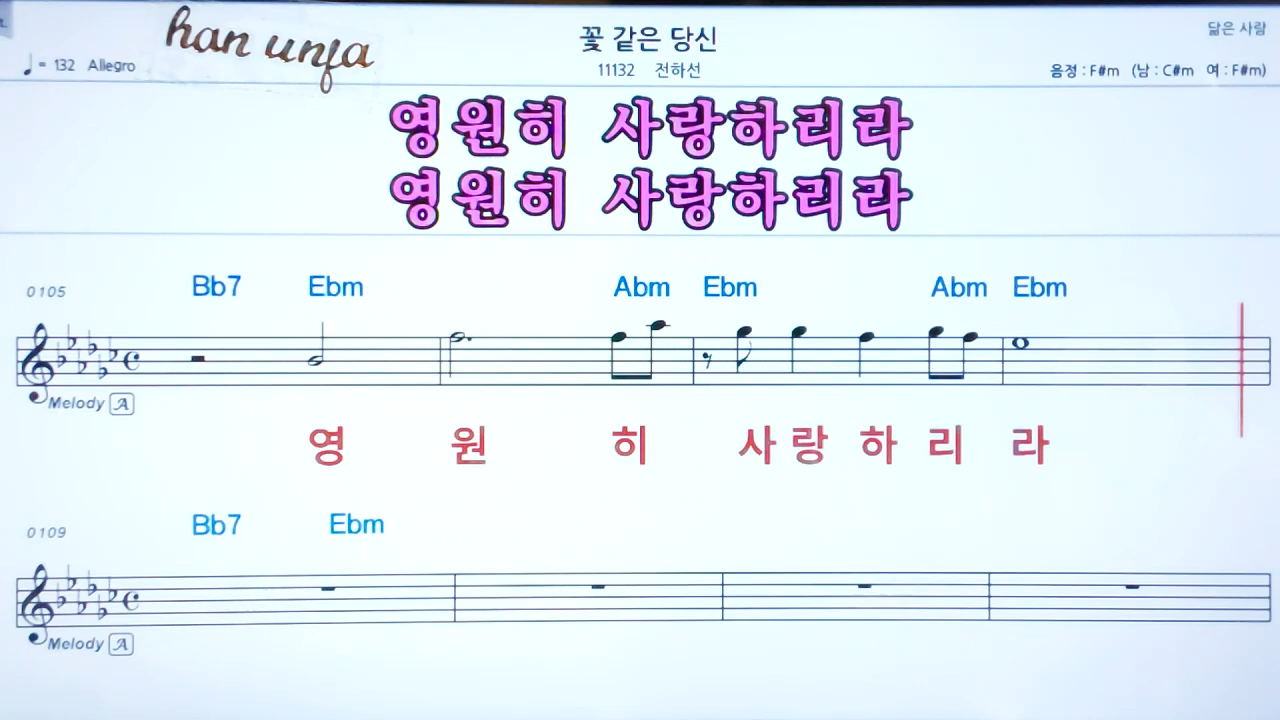 han unja
꽃 같은 당신
닮은 사람
♩= 132 Allegro
11132 전하선
음정 : F#m (남 : C#m 여 : F#m)
영원히 사랑하리라
영원히 사랑하리라
0105 Bb7 Ebm Abm Ebm Abm Ebm
Melody A
영 원 히 사 랑 하 리 라
0109 Bb7 Ebm
Melody A